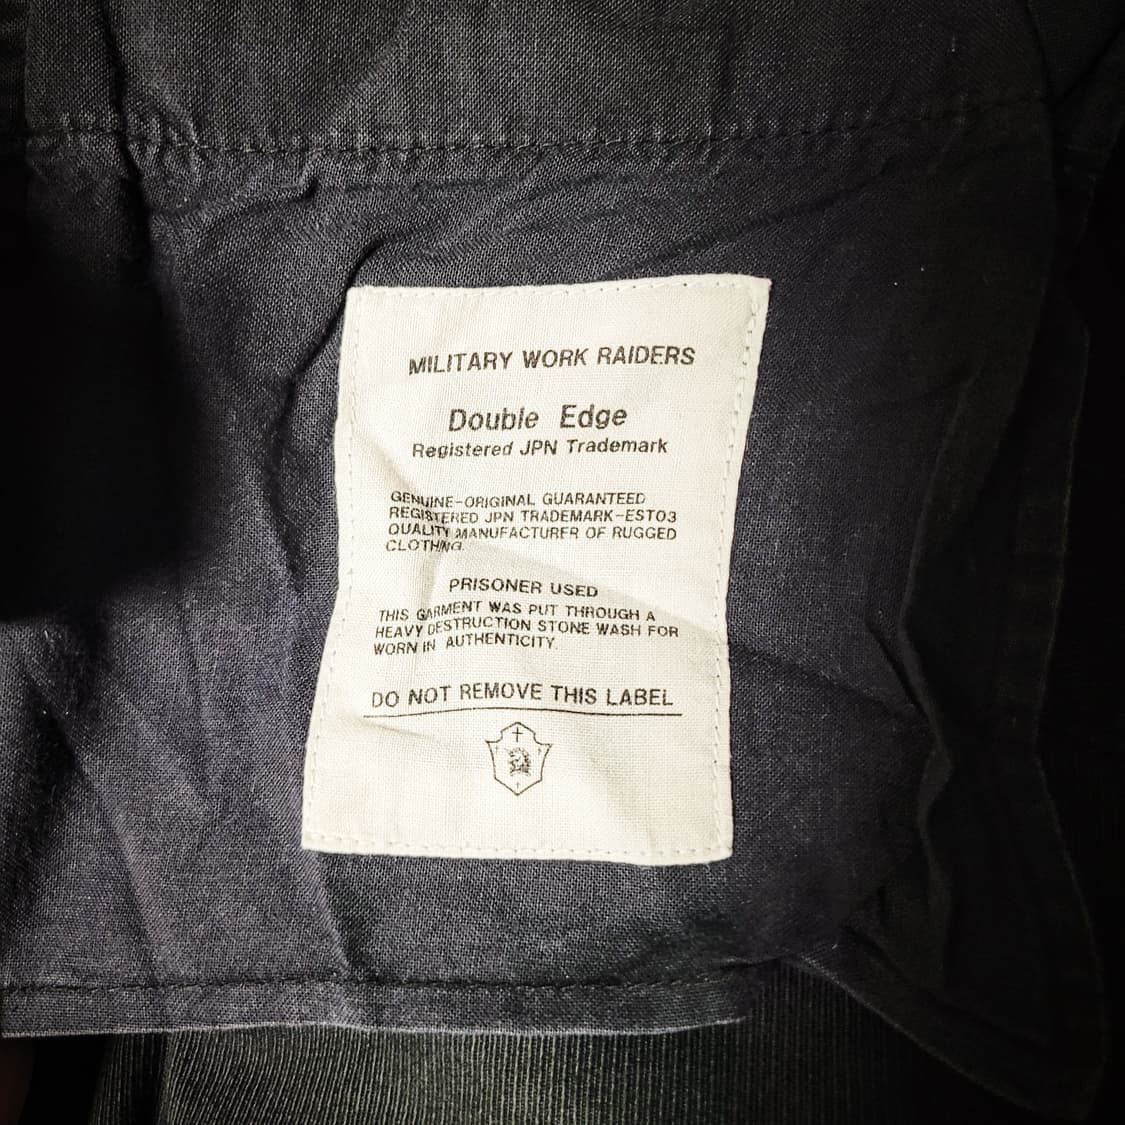 MILITARY WORK RAIDERS
Double Edge
Registered JPN Trademark
GENUINE-ORIGINAL GUARANTEED
REGISTERED JPN TRADEMARK-EST03
QUALITY MANUFACTURER OF RUGGED
CLOTHING.
PRISONER USED
THIS GARMENT WAS PUT THROUGH A
HEAVY DESTRUCTION STONE WASH FOR
WORN IN AUTHENTICITY.
DO NOT REMOVE THIS LABEL